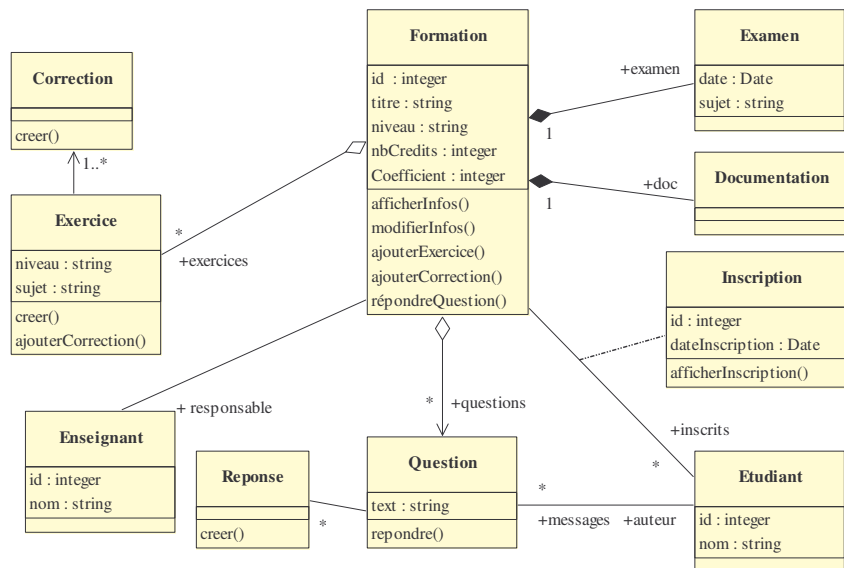 Formation
id : integer
titre : string
niveau : string
nbCredits : integer
Coefficient : integer
afficherInfos()
modifierInfos()
ajouterExercice()
ajouterCorrection()
répondreQuestion()
Examen
date : Date
sujet : string
+examen
1
Correction
creer()
1..*
Documentation
+doc
1
Exercice
niveau : string
sujet : string
creer()
ajouterCorrection()
*
+exercices
Inscription
id : integer
dateInscription : Date
afficherInscription()
+ responsable
* +questions
+inscrits
*
Enseignant
id : integer
nom : string
Reponse
creer()
*
Question
text : string
repondre()
*
+messages +auteur
Etudiant
id : integer
nom : string